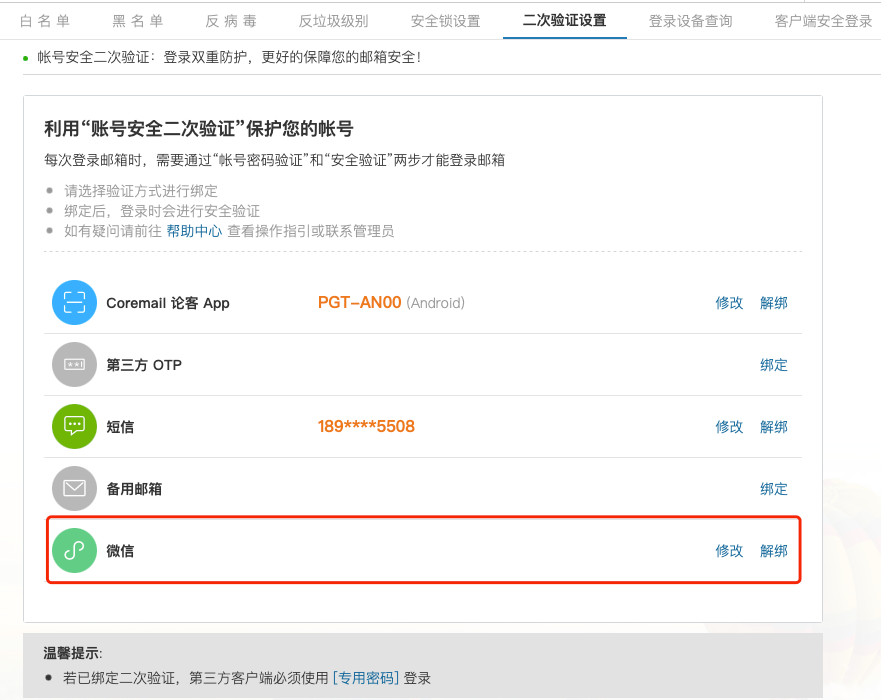 白 名 单 黑 名 单 反 病 毒 反垃圾级别 安全锁设置 二次验证设置 登录设备查询 客户端安全登录
帐号安全二次验证：登录双重防护，更好的保障您的邮箱安全！
利用“账号安全二次验证”保护您的帐号
每次登录邮箱时，需要通过“帐号密码验证”和“安全验证”两步才能登录邮箱
请选择验证方式进行绑定
绑定后，登录时会进行安全验证
如有疑问请前往 帮助中心 查看操作指引或联系管理员
Coremail 论客 App PGT-AN00 (Android) 修改 解绑
第三方 OTP 绑定
短信 189****5508 修改 解绑
备用邮箱 绑定
微信 修改 解绑
温馨提示:
若已绑定二次验证，第三方客户端必须使用 [专用密码] 登录